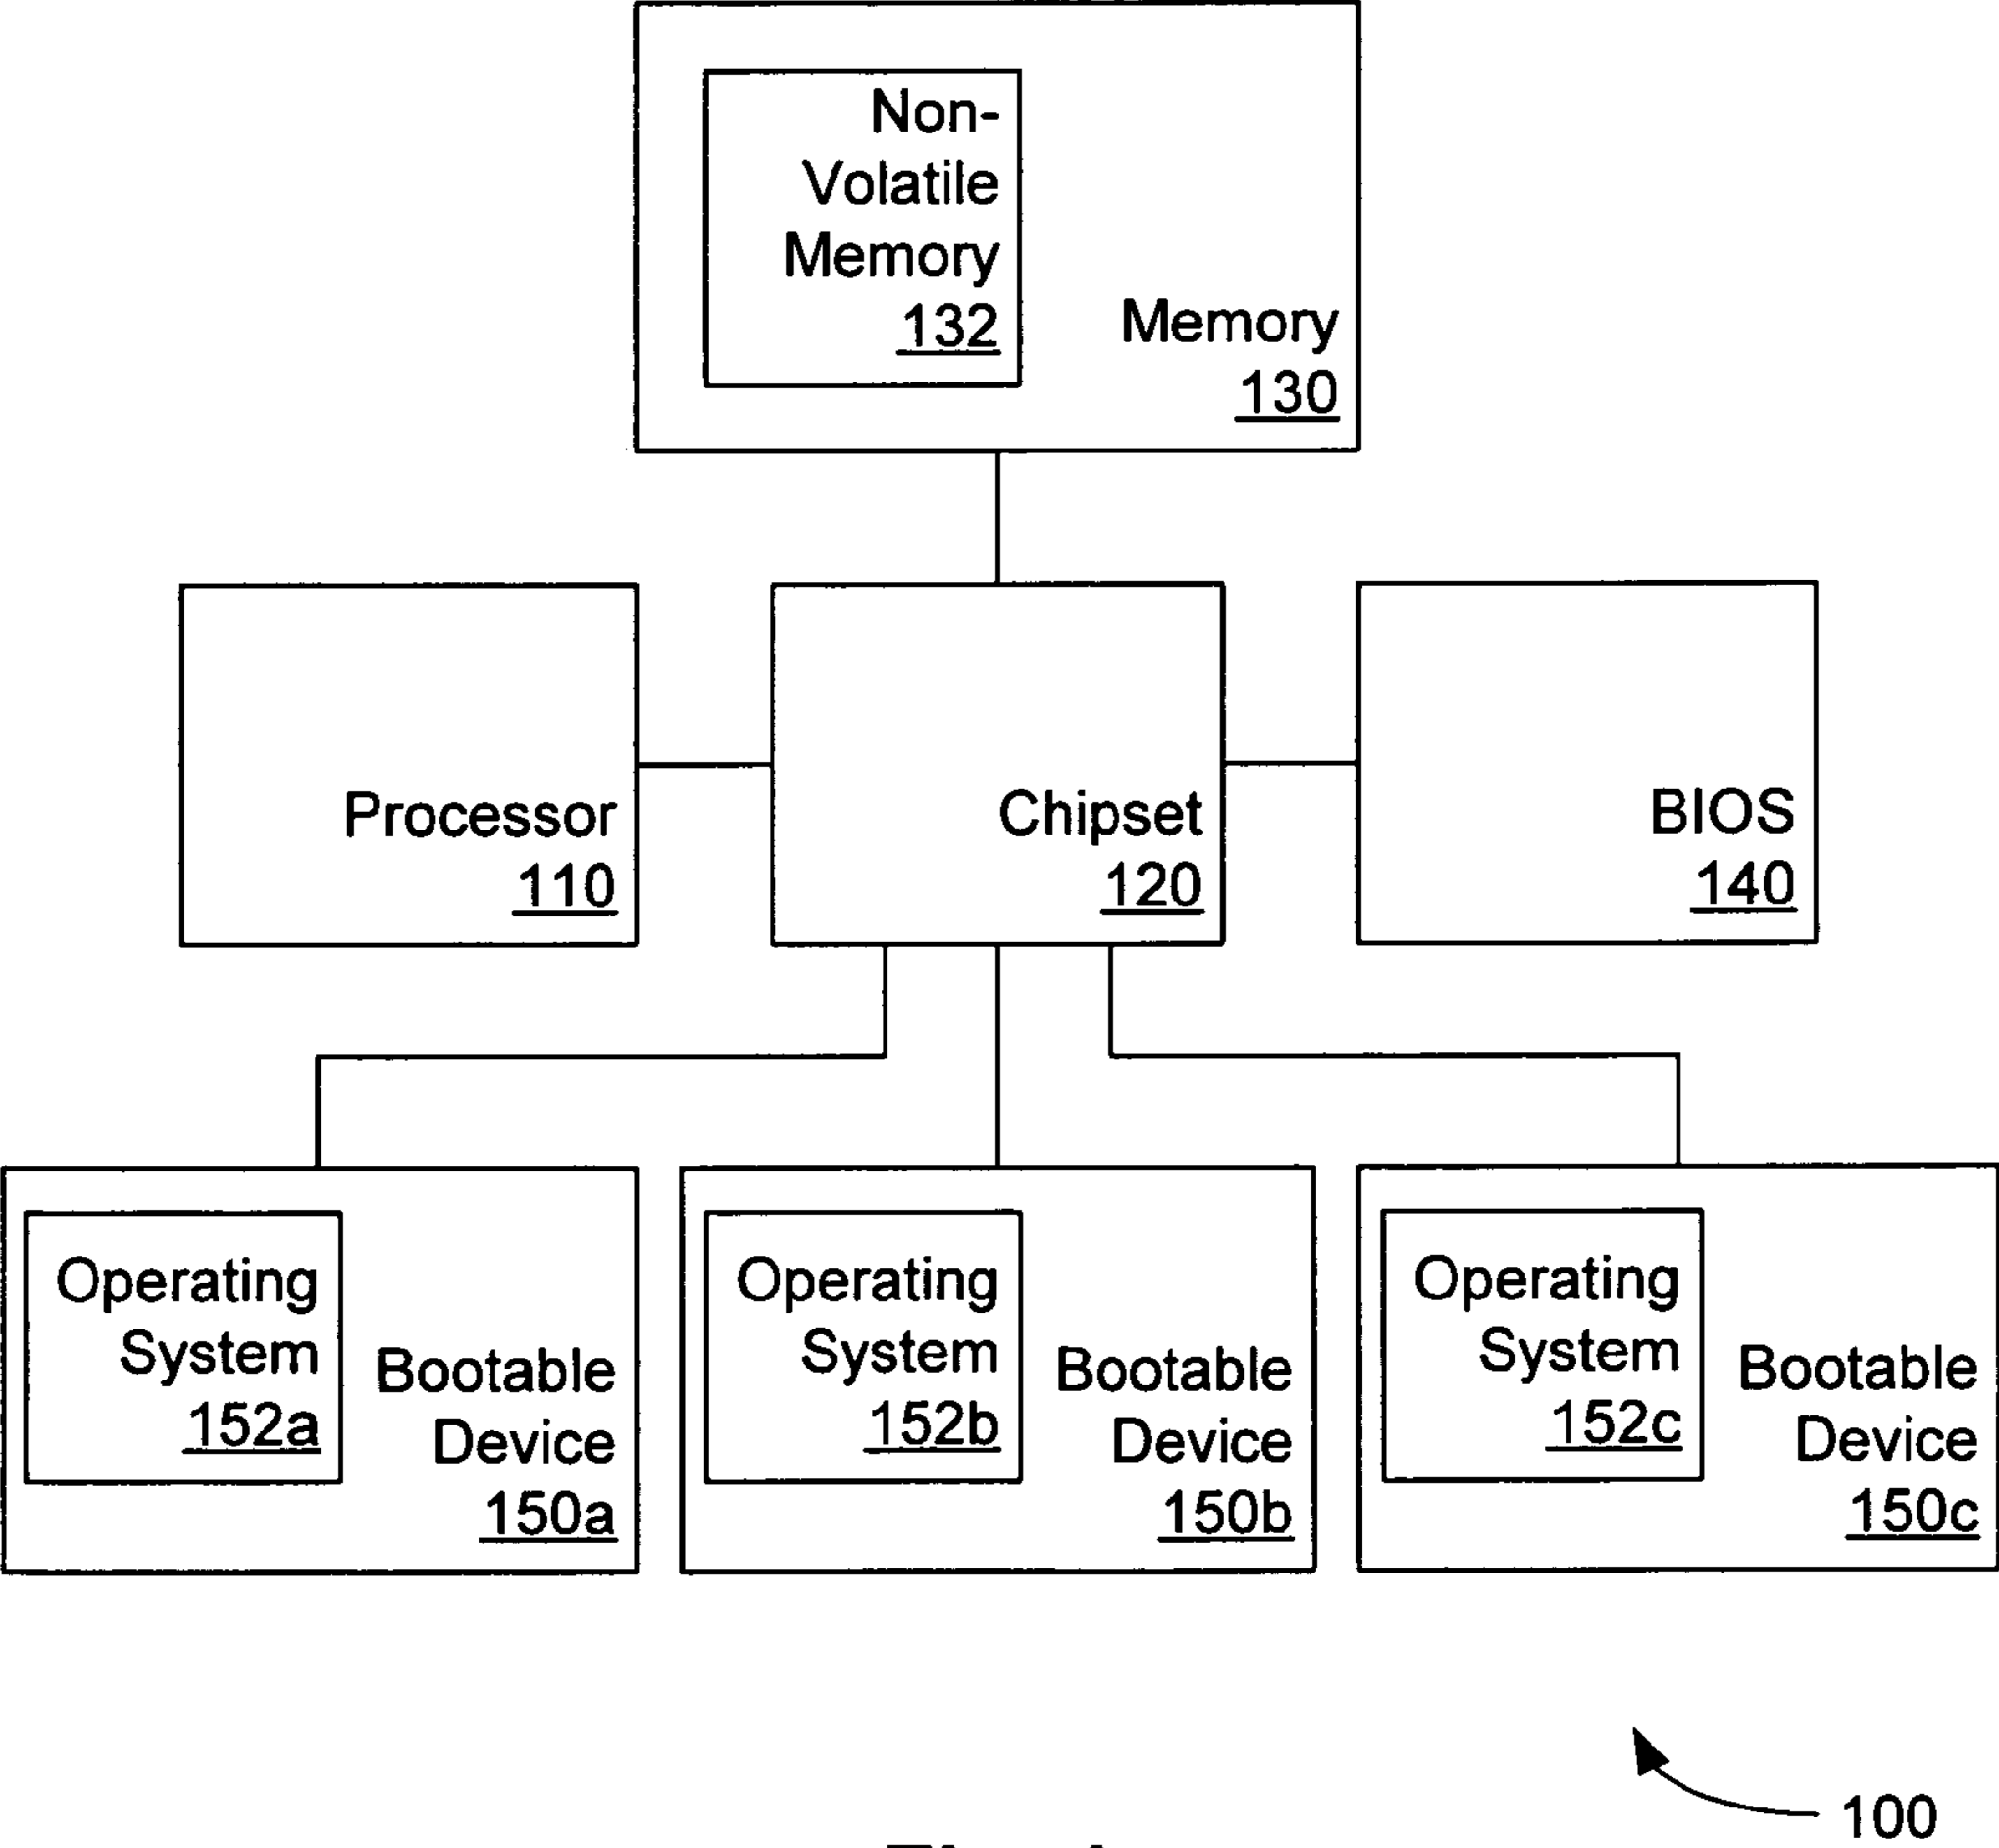 Non-
Volatile
Memory
132
Memory
130
Processor
110
Chipset
120
BIOS
140
Operating
System
152a
Bootable
Device
150a
Operating
System
152b
Bootable
Device
150b
Operating
System
152c
Bootable
Device
150c
100